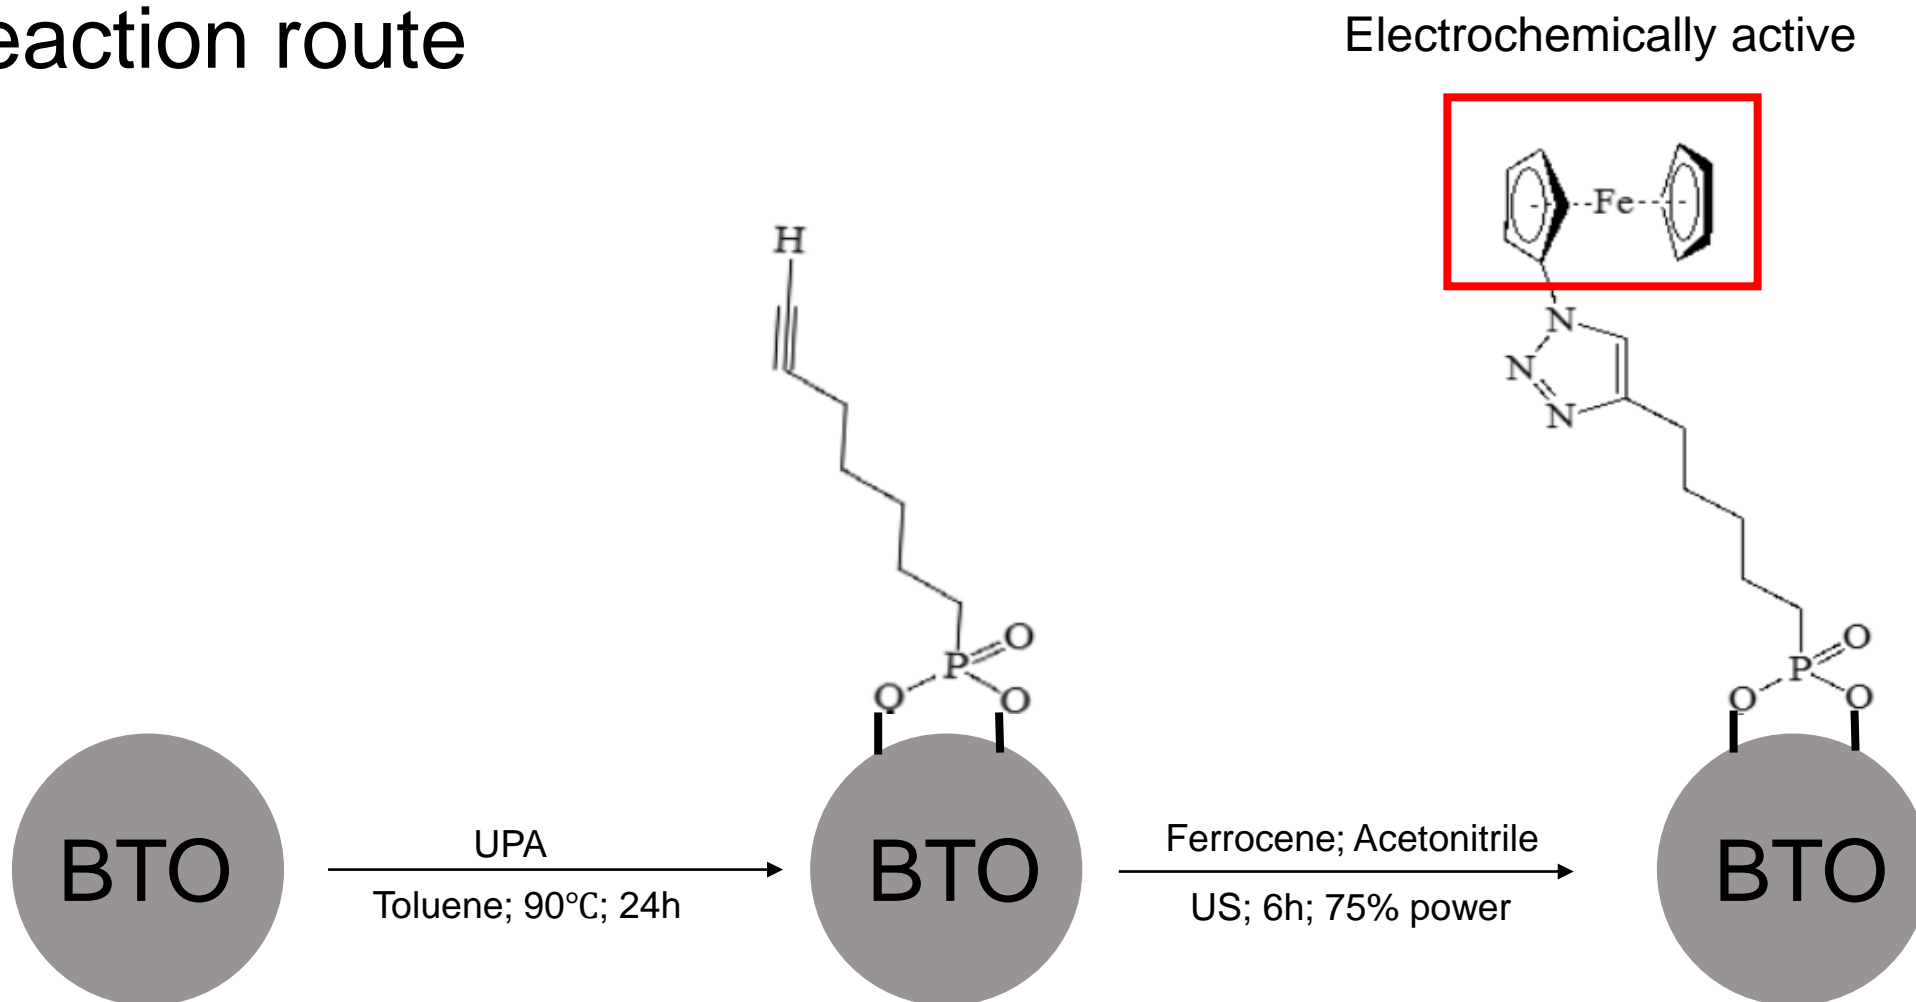 eaction route
Electrochemically active
Fe
H
N
N
N
O
P
O
O
O
P
O
O
BTO
UPA
Toluene; 90℃; 24h
BTO
Ferrocene; Acetonitrile
US; 6h; 75% power
BTO